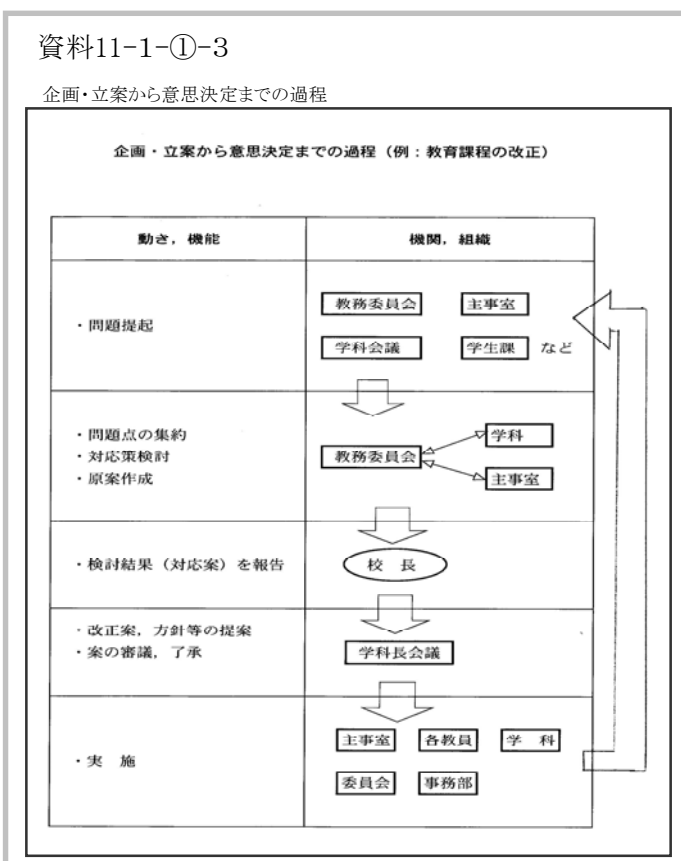 資料11-1-①-3
企画・立案から意思決定までの過程
企画・立案から意思決定までの過程（例：教育課程の改正）
動き，機能
機関，組織
・問題提起
教務委員会
主事室
学科会議
学生課 など
・問題点の集約
・対応策検討
・原案作成
教務委員会
学科
主事室
・検討結果（対応案）を報告
校　長
・改正案，方針等の提案
・案の審議，了承
学科長会議
・実　施
主事室
各教員
学　科
委員会
事務部